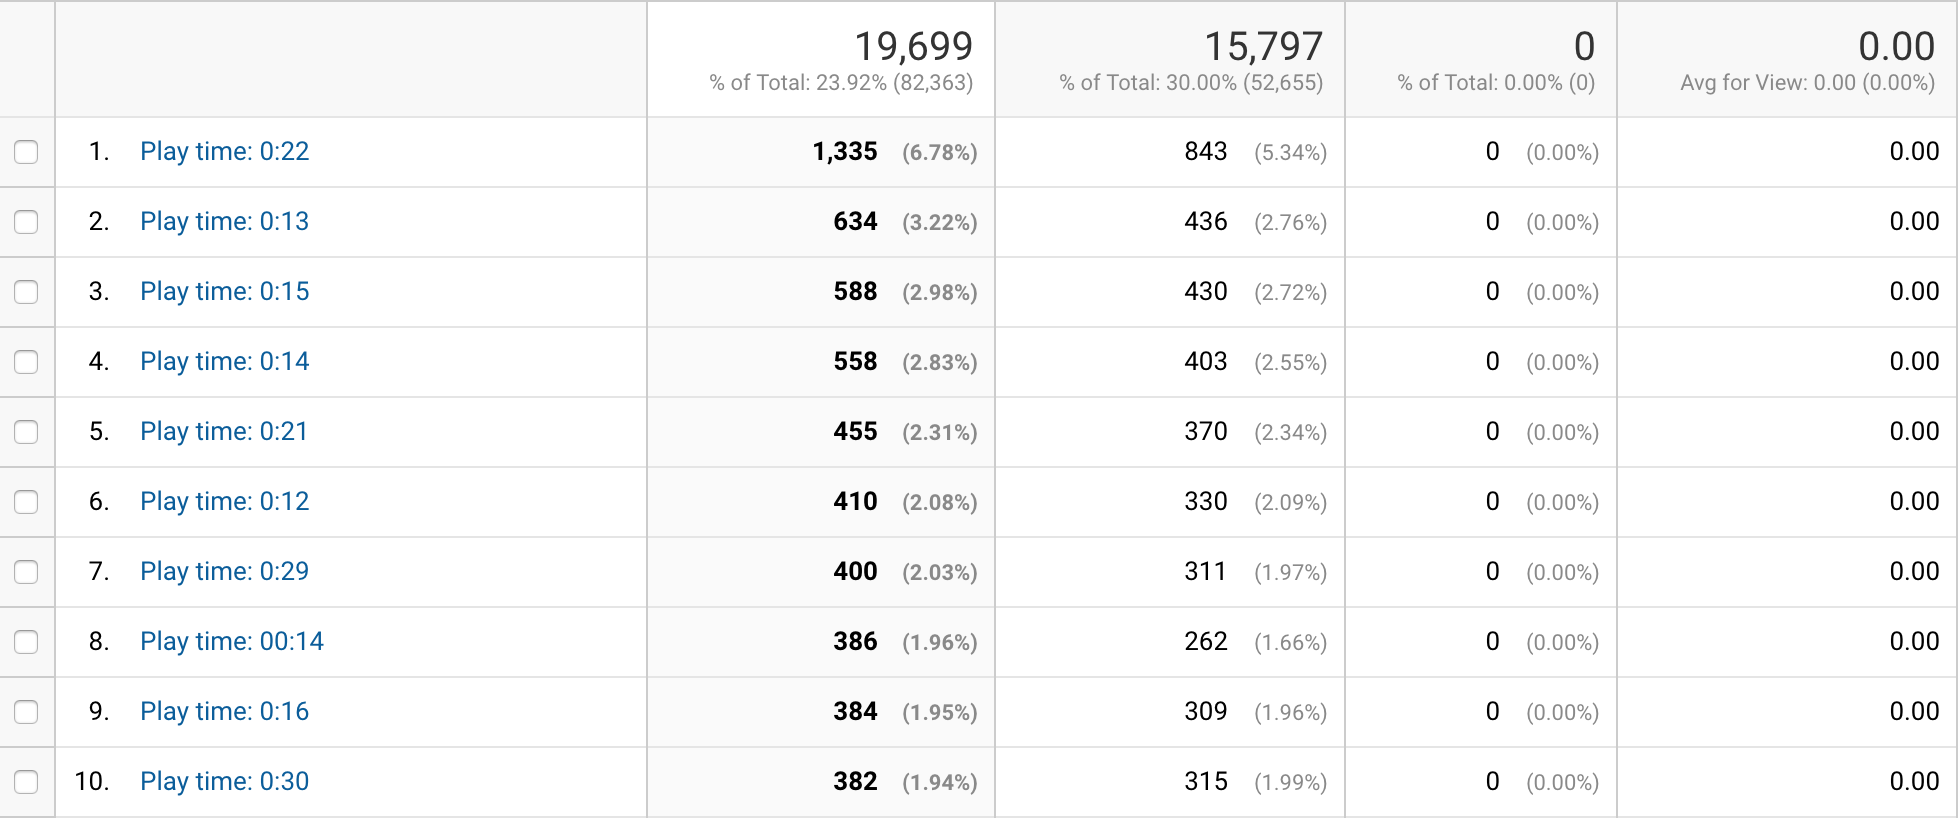 19,699 15,797 0 0.00
% of Total: 23.92% (82,363) % of Total: 30.00% (52,655) % of Total: 0.00% (0) Avg for View: 0.00 (0.00%)
1. Play time: 0:22 1,335 (6.78%) 843 (5.34%) 0 (0.00%) 0.00
2. Play time: 0:13 634 (3.22%) 436 (2.76%) 0 (0.00%) 0.00
3. Play time: 0:15 588 (2.98%) 430 (2.72%) 0 (0.00%) 0.00
4. Play time: 0:14 558 (2.83%) 403 (2.55%) 0 (0.00%) 0.00
5. Play time: 0:21 455 (2.31%) 370 (2.34%) 0 (0.00%) 0.00
6. Play time: 0:12 410 (2.08%) 330 (2.09%) 0 (0.00%) 0.00
7. Play time: 0:29 400 (2.03%) 311 (1.97%) 0 (0.00%) 0.00
8. Play time: 00:14 386 (1.96%) 262 (1.66%) 0 (0.00%) 0.00
9. Play time: 0:16 384 (1.95%) 309 (1.96%) 0 (0.00%) 0.00
10. Play time: 0:30 382 (1.94%) 315 (1.99%) 0 (0.00%) 0.00